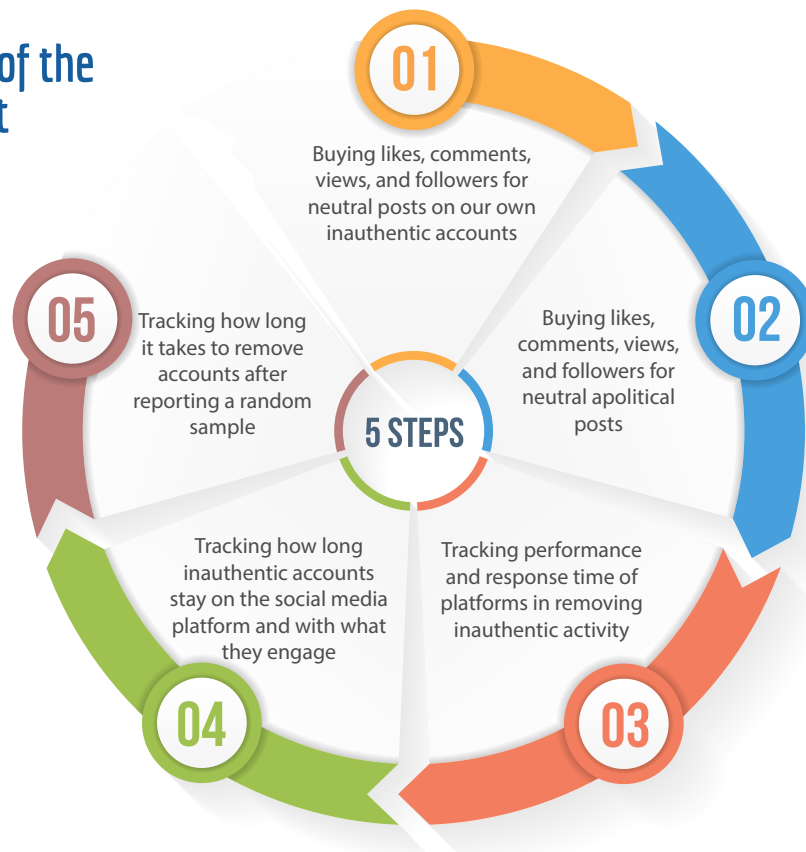 of the
t
01
Buying likes, comments,
views, and followers for
neutral posts on our own
inauthentic accounts
02
Buying likes,
comments, views,
and followers for
neutral apolitical
posts
03
Tracking performance
and response time of
platforms in removing
inauthentic activity
04
Tracking how long
inauthentic accounts
stay on the social media
platform and with what
they engage
05
Tracking how long
it takes to remove
accounts after
reporting a random
sample
5 STEPS